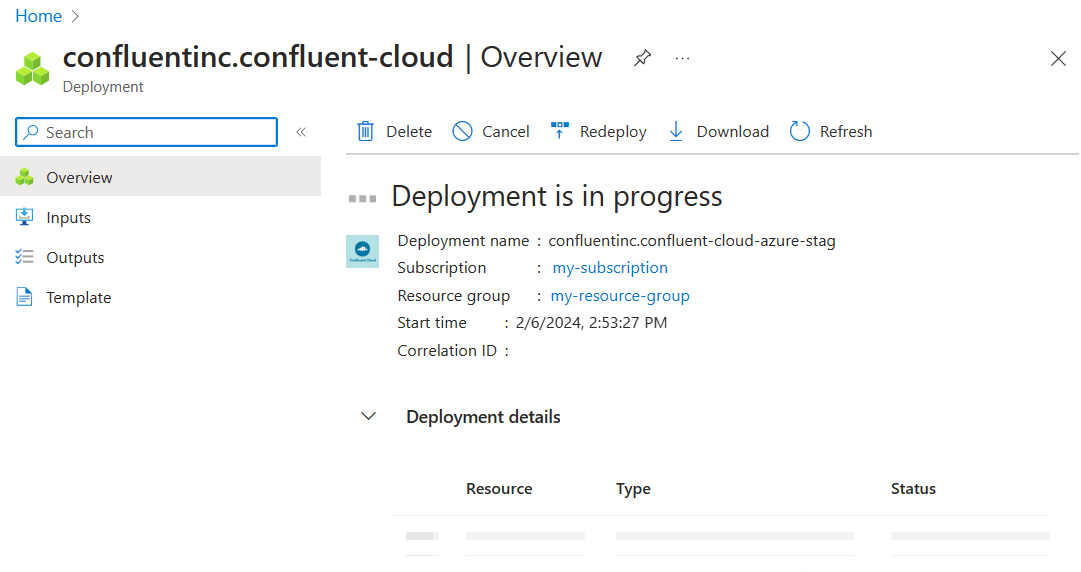 Home >
confluentinc.confluent-cloud | Overview ...
Deployment
Search «
Delete Cancel Redeploy Download Refresh
Overview
Inputs
Outputs
Template
Deployment is in progress
Deployment name : confluentinc.confluent-cloud-azure-stag
Subscription : my-subscription
Resource group : my-resource-group
Start time : 2/6/2024, 2:53:27 PM
Correlation ID :
Deployment details
Resource Type Status